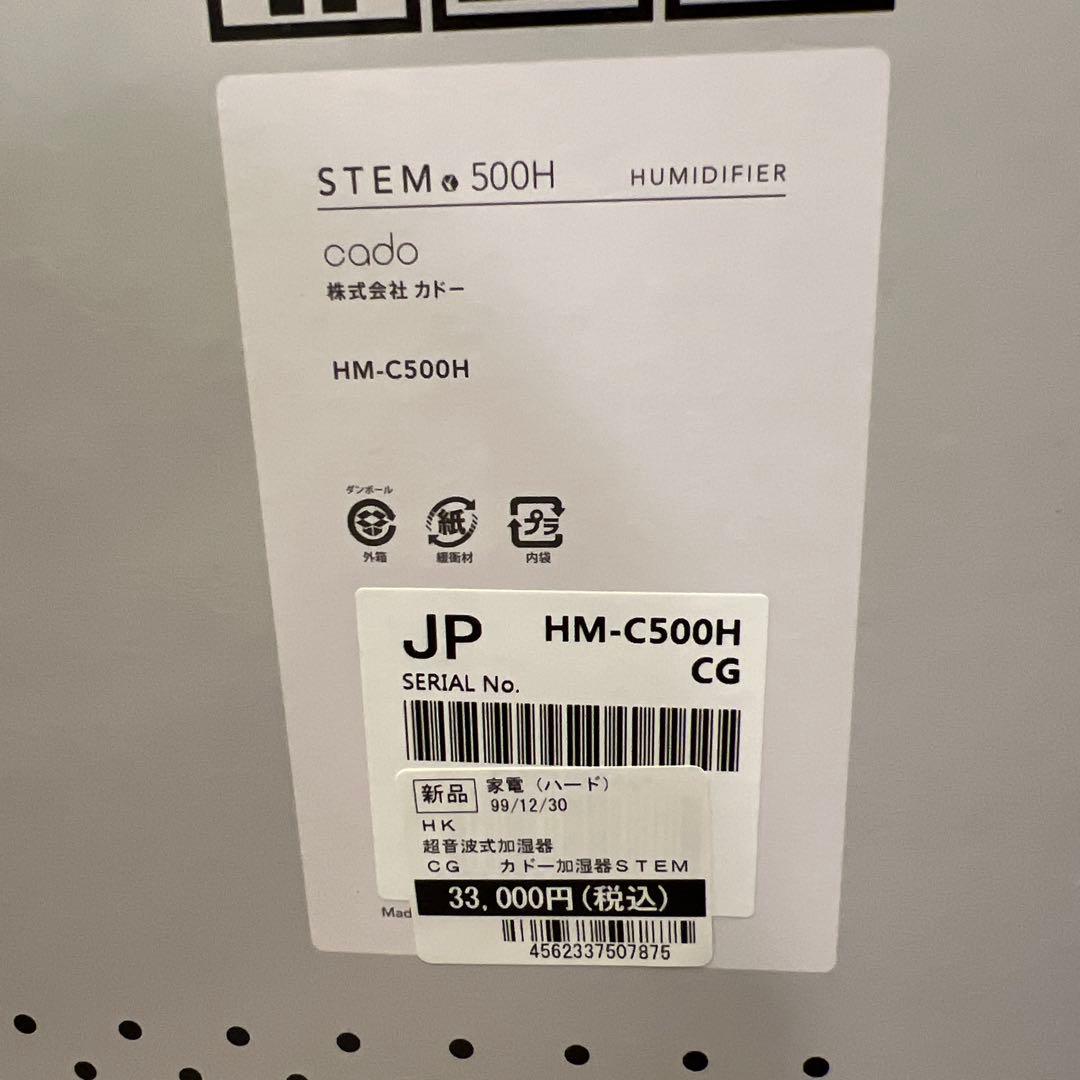 STEM 500H HUMIDIFIER
cado
株式会社 カドー
HM-C500H
ダンボール
外箱
紙
緩衝材
プラ
内袋
JP HM-C500H
CG
SERIAL No.
新品 家電(ハード)
99/12/30
HK
超音波式加湿器
CG カドー加湿器STEM
33,000円(税込)
Mad
4562337507875